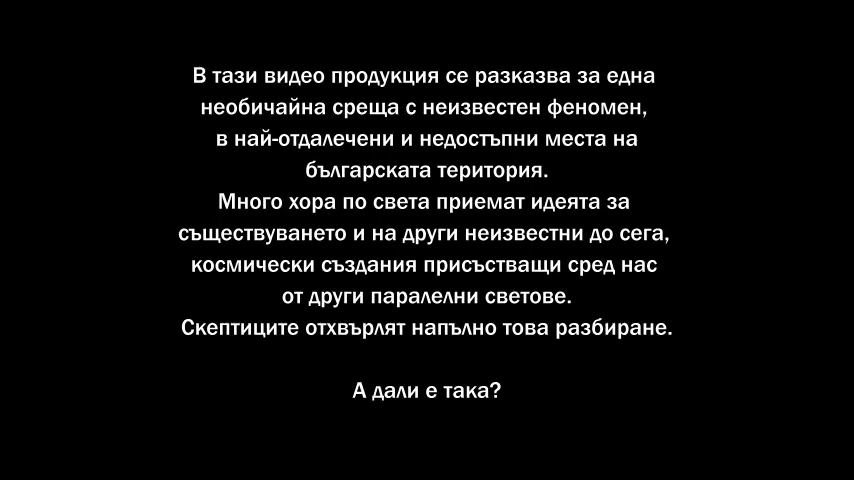 В тази видео продукция се разказва за една
необичайна среща с неизвестен феномен,
в най-отдалечени и недостъпни места на
българската територия.
Много хора по света приемат идеята за
съществуването и на други неизвестни до сега,
космически създания присъстващи сред нас
от други паралелни светове.
Скептиците отхвърлят напълно това разбиране.
А дали е така?